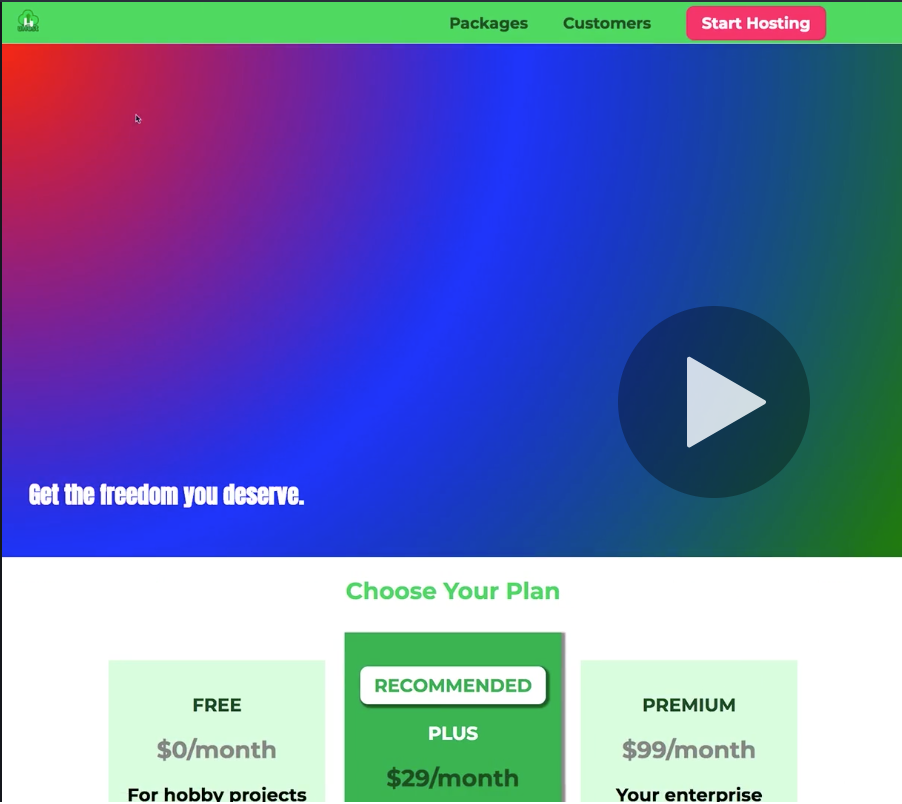 Packages Customers Start Hosting
Get the freedom you deserve.
Choose Your Plan
FREE
$0/month
For hobby projects
RECOMMENDED
PLUS
$29/month
PREMIUM
$99/month
Your enterprise